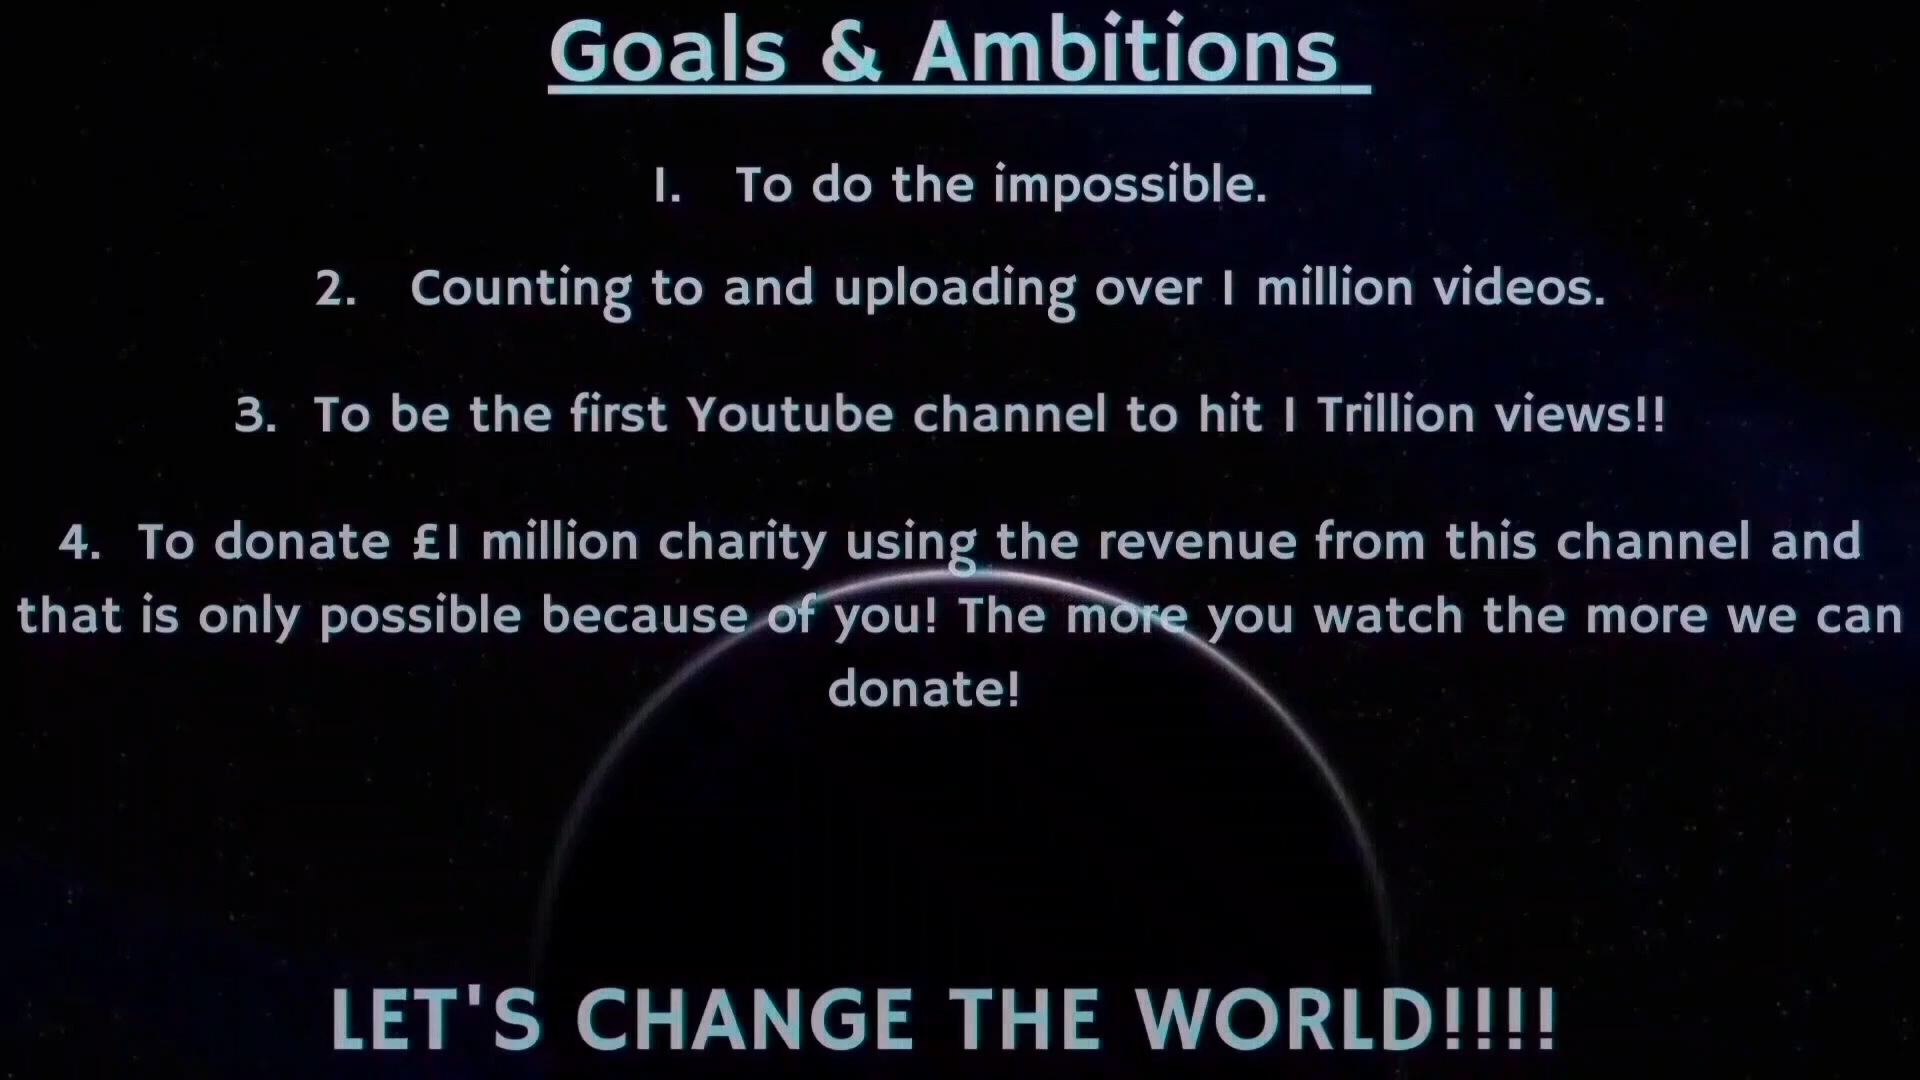 Goals & Ambitions
1. To do the impossible.
2. Counting to and uploading over 1 million videos.
3. To be the first Youtube channel to hit 1 Trillion views!!
4. To donate £1 million charity using the revenue from this channel and
that is only possible because of you! The more you watch the more we can
donate!
LET'S CHANGE THE WORLD!!!!